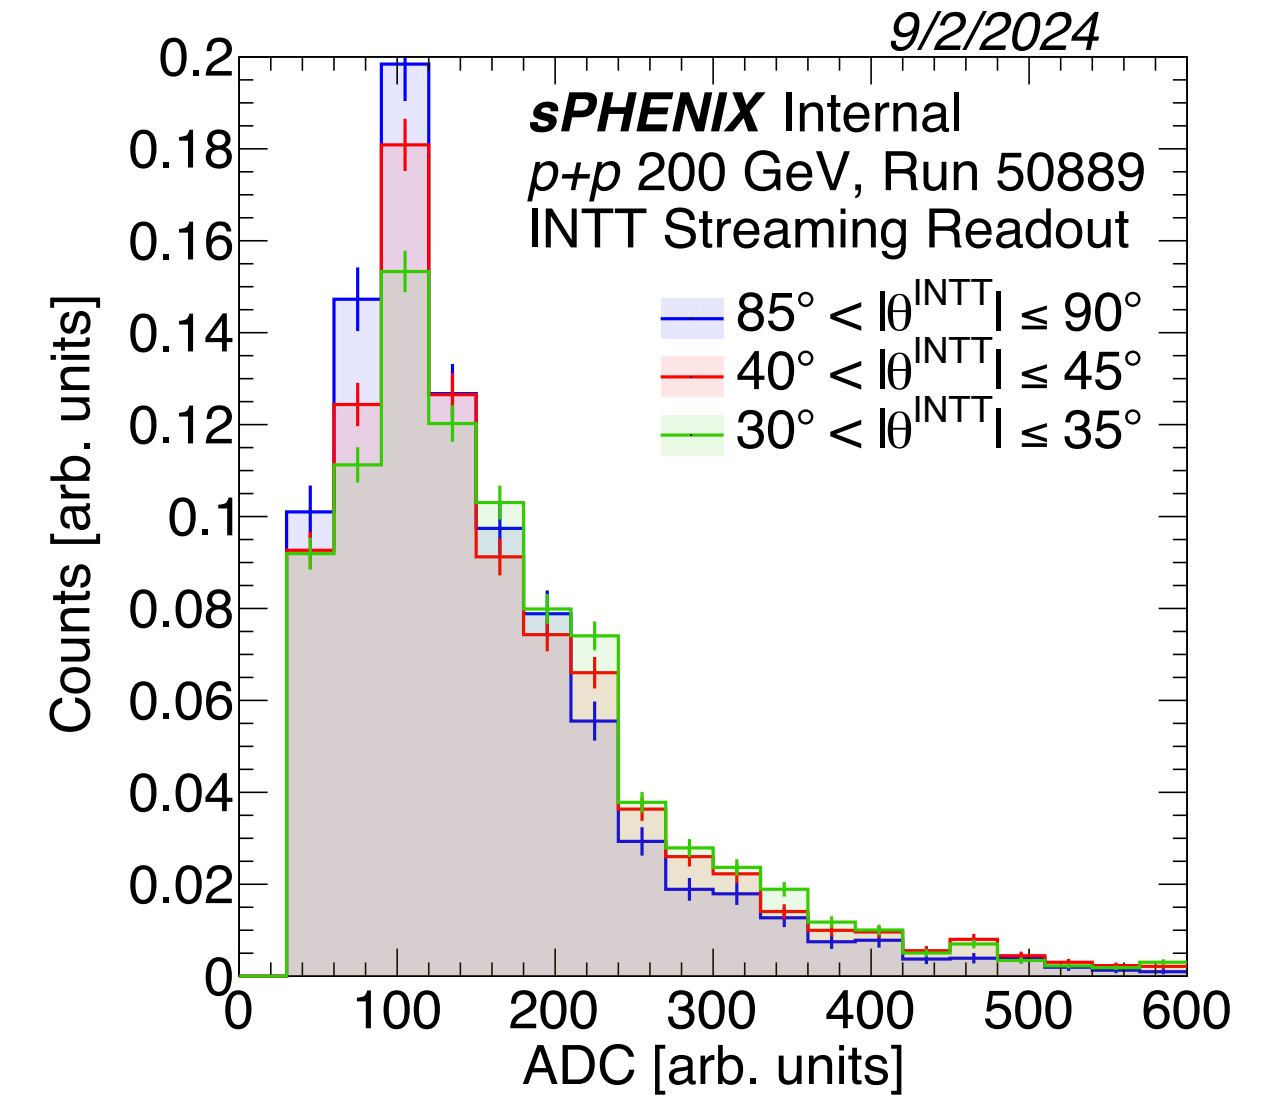 9/2/2024
sPHENIX Internal
p+p 200 GeV, Run 50889
INTT Streaming Readout
85° < |θ^INTT| ≤ 90°
40° < |θ^INTT| ≤ 45°
30° < |θ^INTT| ≤ 35°
Counts [arb. units]
0.2
0.18
0.16
0.14
0.12
0.1
0.08
0.06
0.04
0.02
0
0 100 200 300 400 500 600
ADC [arb. units]